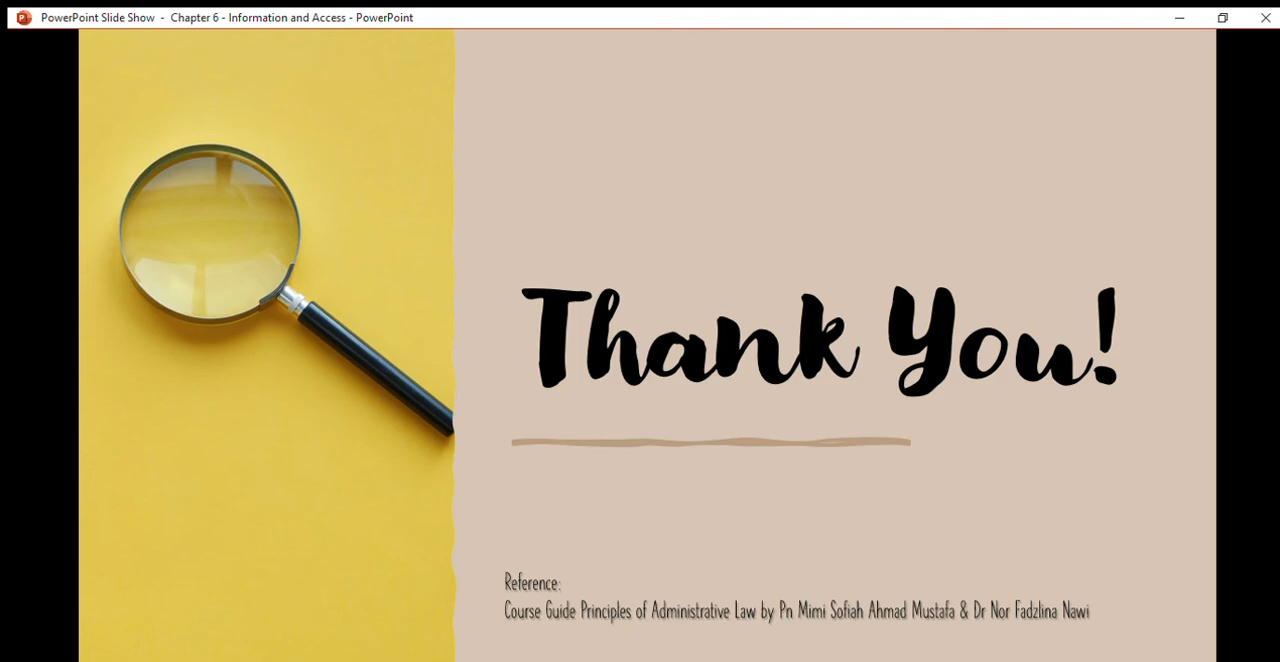 PowerPoint Slide Show - Chapter 6 - Information and Access - PowerPoint
Thank You!
Reference:
Course Guide Principles of Administrative Law by Pn Mimi Sofiah Ahmad Mustafa & Dr Nor Fadzlina Nawi